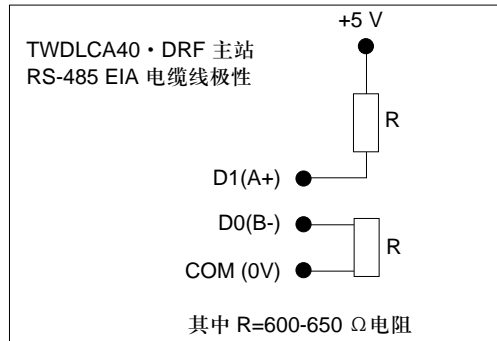 +5 V
TWDLCA40・DRF 主站
RS-485 EIA 电缆线极性
R
D1(A+)
D0(B-)
R
COM (0V)
其中 R=600-650 Ω电阻